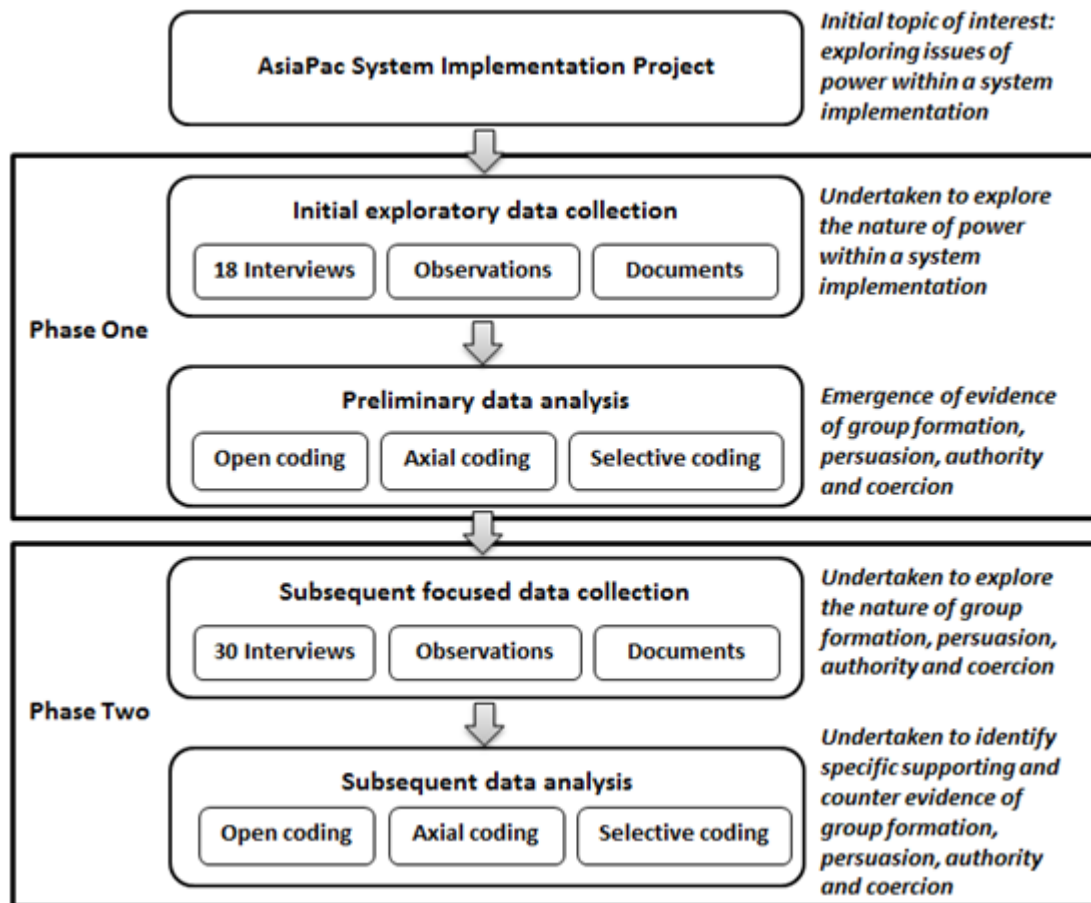 AsiaPac System Implementation Project
Initial topic of interest:
exploring issues of
power within a system
implementation
Phase One
Initial exploratory data collection
18 Interviews
Observations
Documents
Undertaken to explore
the nature of power
within a system
implementation
Preliminary data analysis
Open coding
Axial coding
Selective coding
Emergence of evidence
of group formation,
persuasion, authority
and coercion
Phase Two
Subsequent focused data collection
30 Interviews
Observations
Documents
Undertaken to explore
the nature of group
formation, persuasion,
authority and coercion
Subsequent data analysis
Open coding
Axial coding
Selective coding
Undertaken to identify
specific supporting and
counter evidence of
group formation,
persuasion, authority
and coercion